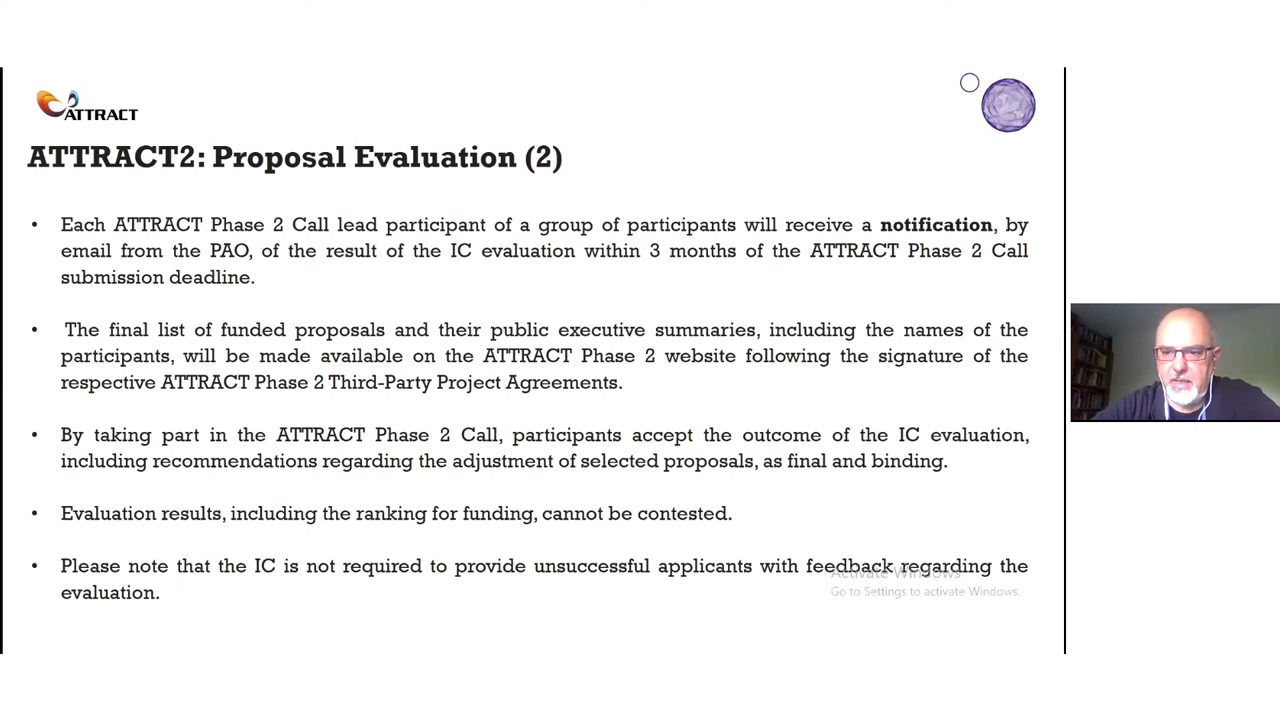 ATTRACT
ATTRACT2: Proposal Evaluation (2)
• Each ATTRACT Phase 2 Call lead participant of a group of participants will receive a notification, by
email from the PAO, of the result of the IC evaluation within 3 months of the ATTRACT Phase 2 Call
submission deadline.
• The final list of funded proposals and their public executive summaries, including the names of the
participants, will be made available on the ATTRACT Phase 2 website following the signature of the
respective ATTRACT Phase 2 Third-Party Project Agreements.
• By taking part in the ATTRACT Phase 2 Call, participants accept the outcome of the IC evaluation,
including recommendations regarding the adjustment of selected proposals, as final and binding.
• Evaluation results, including the ranking for funding, cannot be contested.
• Please note that the IC is not required to provide unsuccessful applicants with feedback regarding the
evaluation.
Activate Windows
Go to Settings to activate Windows.